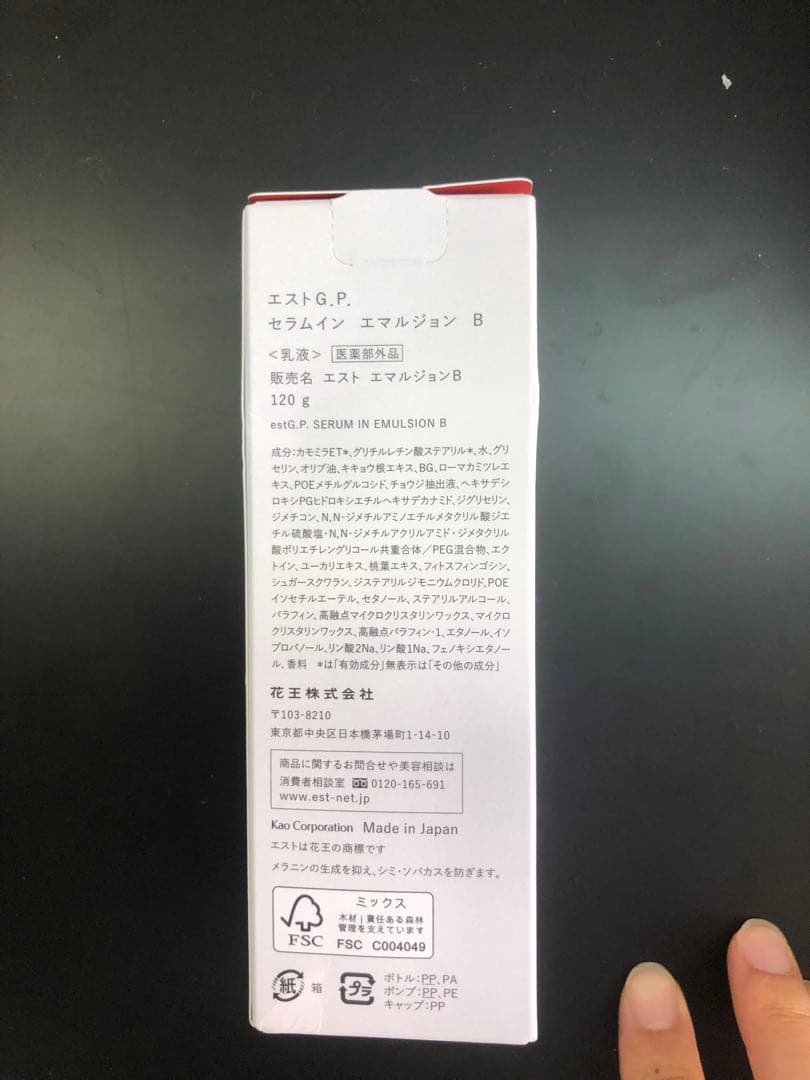 エストG.P.
セラムイン エマルジョン B
＜乳液＞ 医薬部外品
販売名 エスト エマルジョンB
120 g
estG.P. SERUM IN EMULSION B
成分：カモミラET*、グリチルレチン酸ステアリル*、水、グリ
セリン、オリブ油、キキョウ根エキス、BG、ローマカミツレエ
キス、POEメチルグルコシド、チョウジ抽出液、ヘキサデシ
ロキシPGヒドロキシエチルヘキサデカナミド、ジグリセリン、
ジメチコン、N,N-ジメチルアミノエチルメタクリル酸ジエ
チル硫酸塩・N,N-ジメチルアクリルアミド・ジメタクリル
酸ポリエチレングリコール共重合体／PEG混合物、エク
トイン、ユーカリエキス、桃葉エキス、フィトスフィンゴシン、
シュガースクワラン、ジステアリルジモニウムクロリド、POE
イソセチルエーテル、セタノール、ステアリルアルコール、
パラフィン、高融点マイクロクリスタリンワックス、マイクロ
クリスタリンワックス、高融点パラフィン-1、エタノール、イソ
プロパノール、リン酸2Na、リン酸1Na、フェノキシエタノー
ル、香料 *は「有効成分」無表示は「その他の成分」
花王株式会社
〒103-8210
東京都中央区日本橋茅場町1-14-10
商品に関するお問合せや美容相談は
消費者相談室 0120-165-691
www.est-net.jp
Kao Corporation Made in Japan
エストは花王の商標です
メラニンの生成を抑え、シミ・ソバカスを防ぎます。
ミックス
木材｜責任ある森林
管理を支えています
FSC FSC C004049
紙 箱
プラ ボトル：PP、PA
ポンプ：PP、PE
キャップ：PP